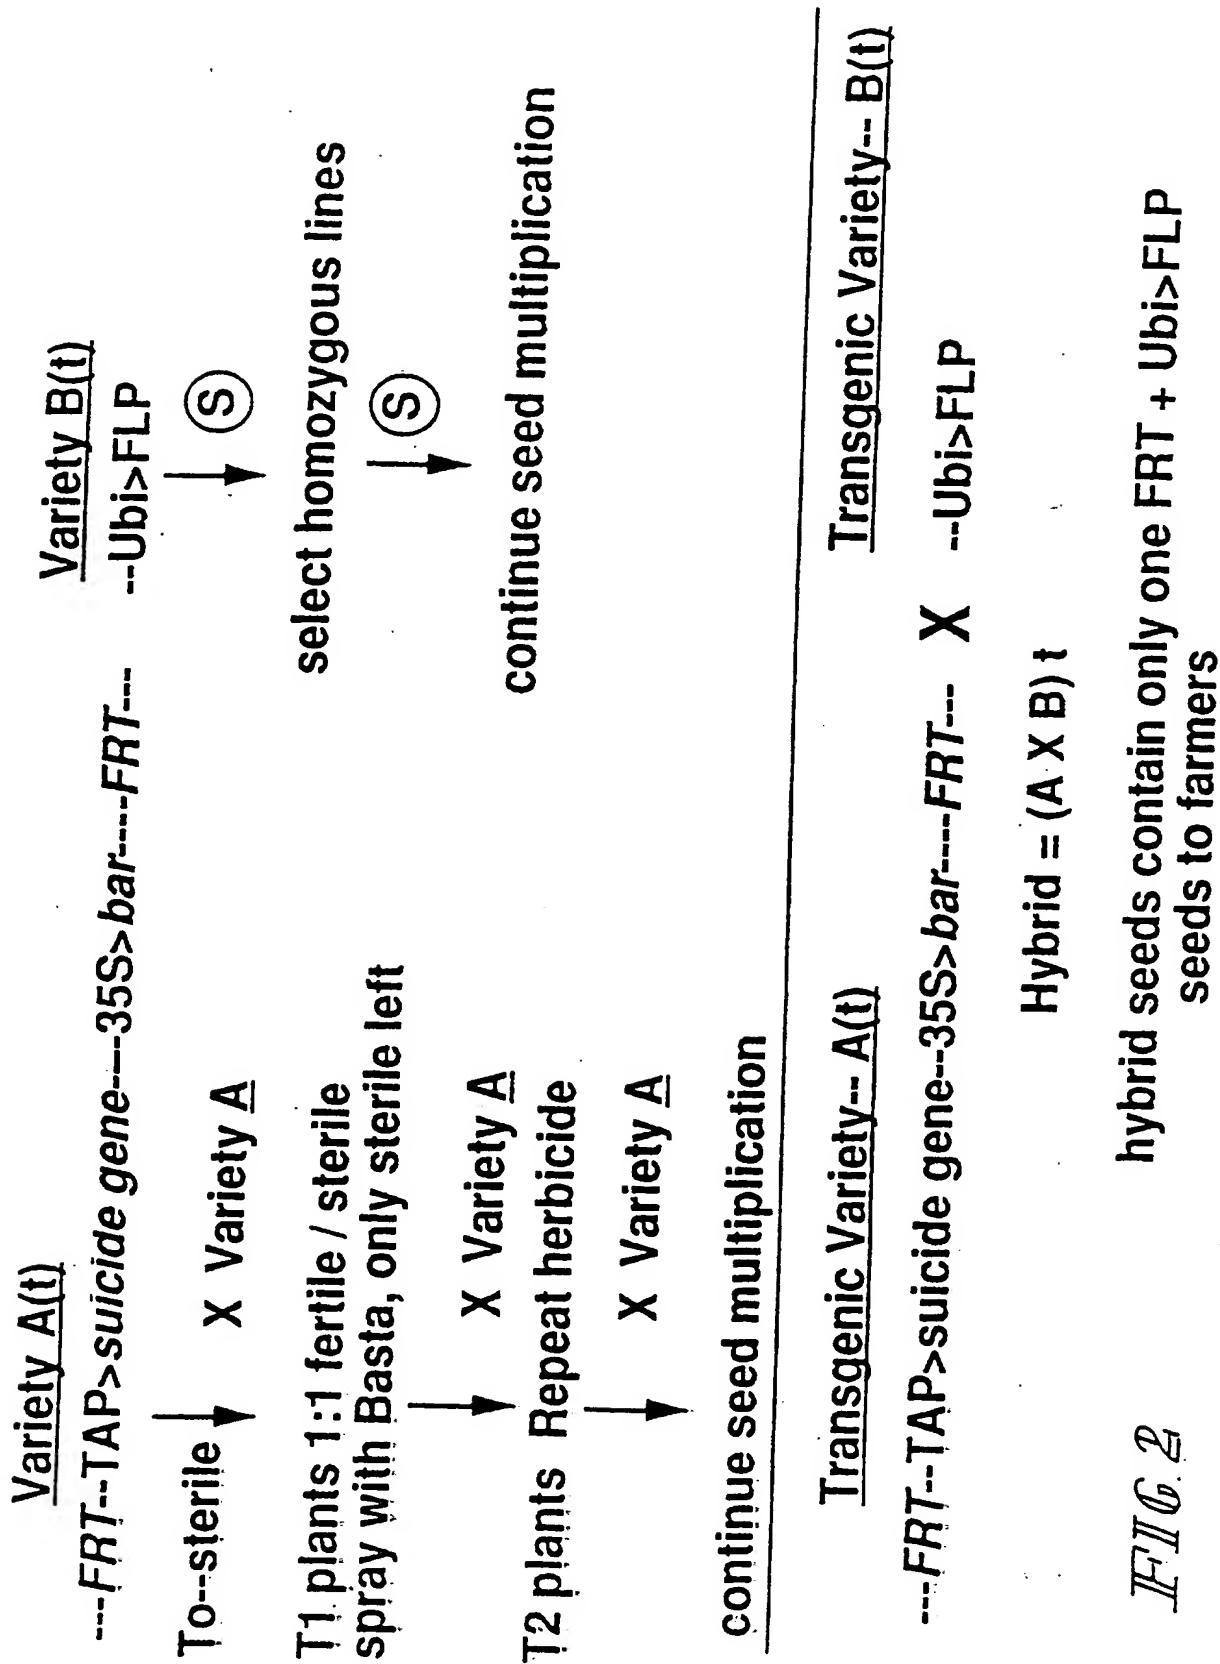 Variety A(t)
----FRT--TAP>suicide gene----35S>bar----FRT---
To--sterile
X Variety A
T1 plants 1:1 fertile / sterile
spray with Basta, only sterile left
X Variety A
T2 plants Repeat herbicide
X Variety A
continue seed multiplication
Variety B(t)
--Ubi>FLP
S
select homozygous lines
S
continue seed multiplication
Transgenic Variety-- A(t)
Transgenic Variety-- B(t)
----FRT--TAP>suicide gene--35S>bar----FRT--- X --Ubi>FLP
Hybrid = (A X B) t
hybrid seeds contain only one FRT + Ubi>FLP
seeds to farmers
FIG. 2